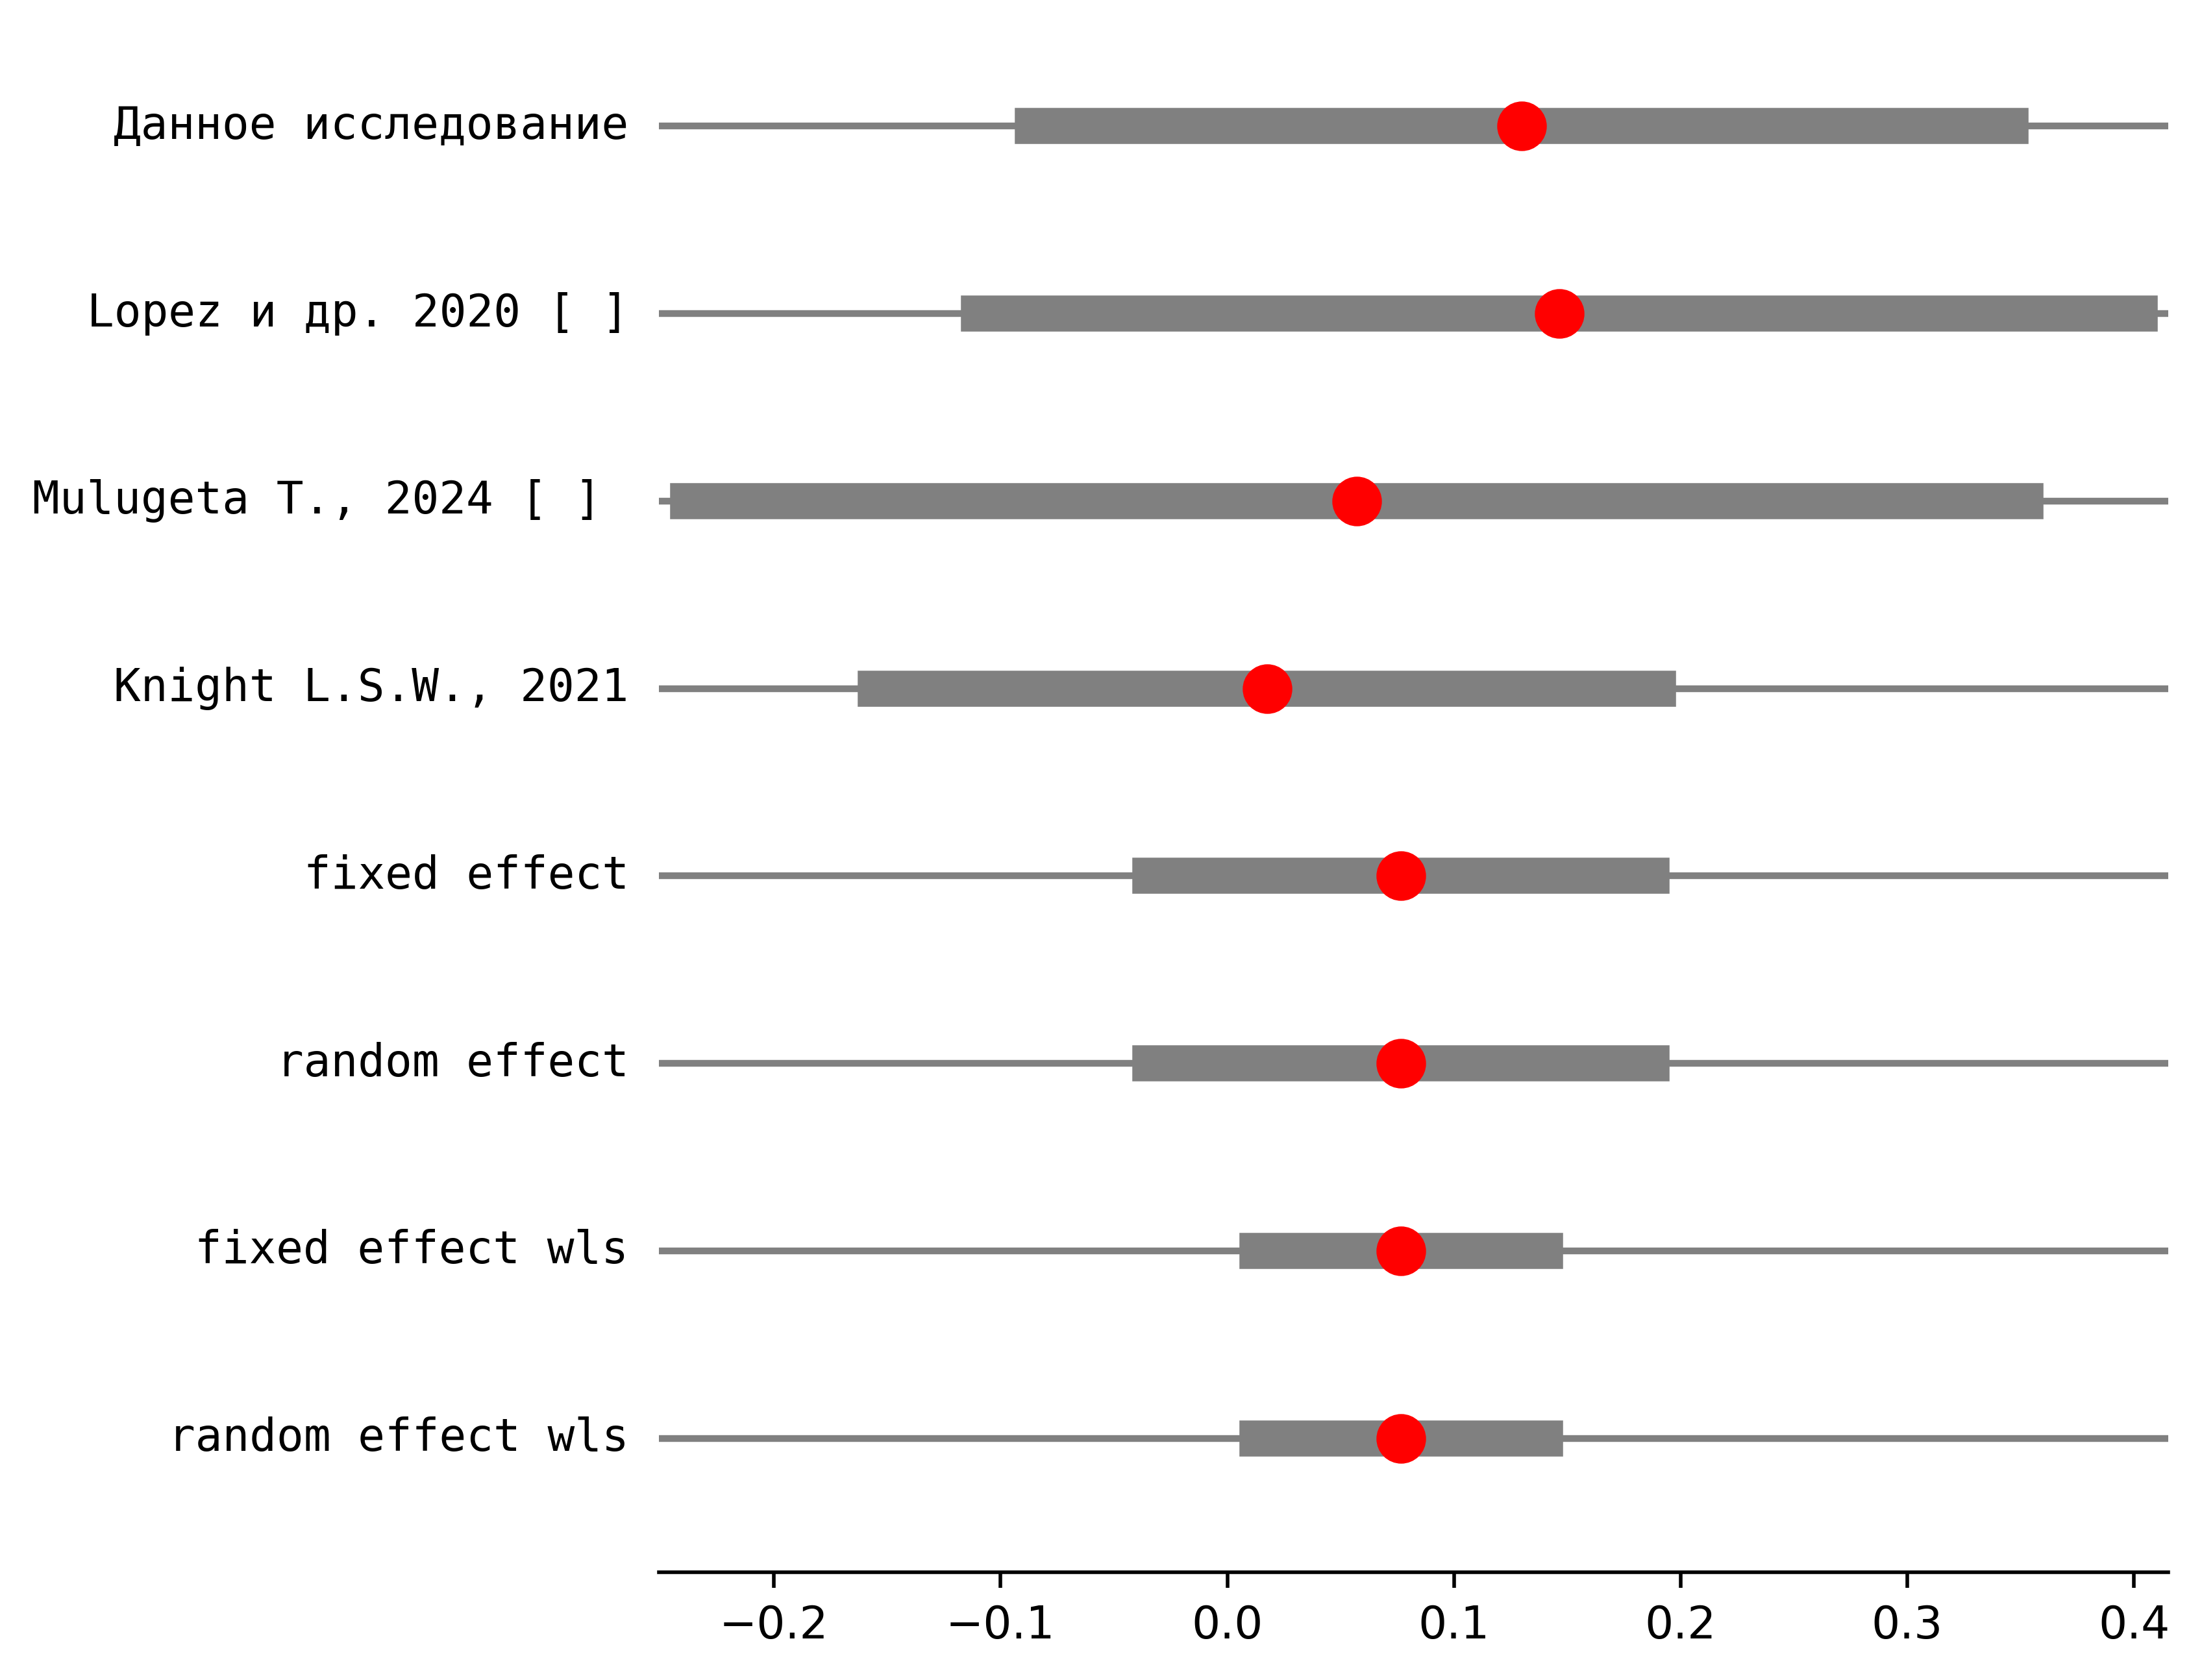 Данное исследование
Lopez и др. 2020 [ ]
Mulugeta T., 2024 [ ]
Knight L.S.W., 2021
fixed effect
random effect
fixed effect wls
random effect wls
−0.2 −0.1 0.0 0.1 0.2 0.3 0.4